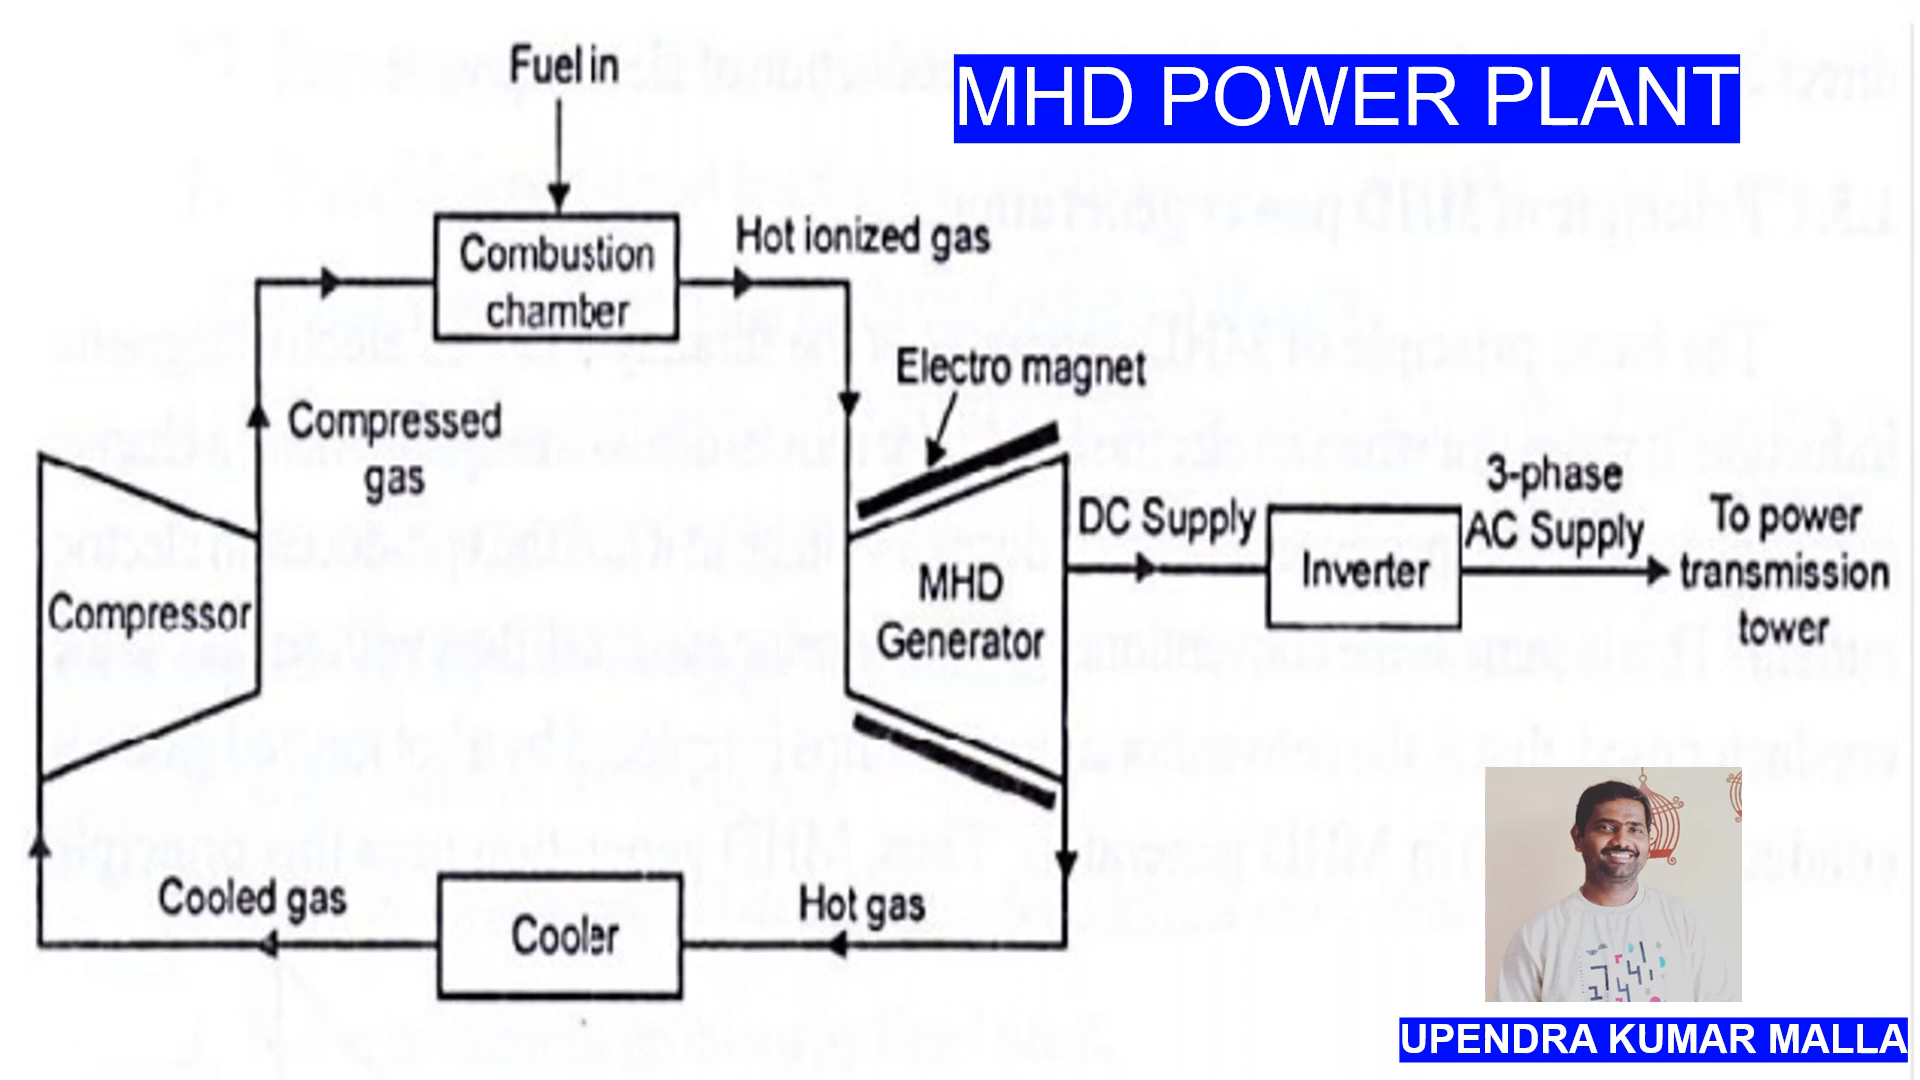 MHD POWER PLANT
Fuel in
Combustion
chamber
Hot ionized gas
Electro magnet
Compressed
gas
Compressor
MHD
Generator
DC Supply
Inverter
3-phase
AC Supply
To power
transmission
tower
Cooled gas
Cooler
Hot gas
UPENDRA KUMAR MALLA